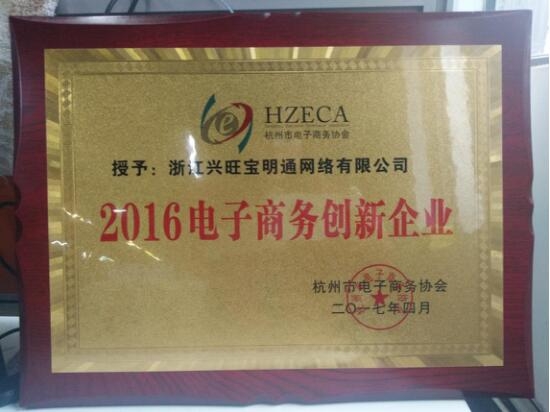 HZECA
杭州市电子商务协会
授予：浙江兴旺宝明通网络有限公司
2016电子商务创新企业
杭州市电子商务协会
二〇一七年四月